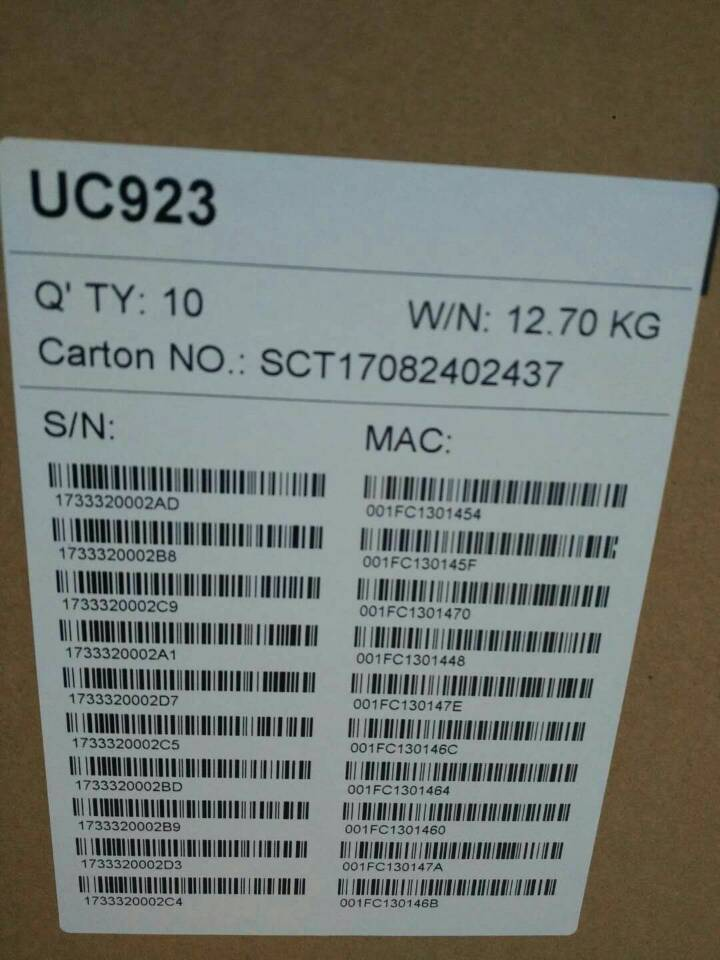 UC923
Q' TY: 10 W/N: 12.70 KG
Carton NO.: SCT17082402437
S/N: MAC:
1733320002AD 001FC1301454
1733320002B8 001FC130145F
1733320002C9 001FC1301470
1733320002A1 001FC1301448
1733320002D7 001FC130147E
1733320002C5 001FC130146C
1733320002BD 001FC1301464
1733320002B9 001FC1301460
1733320002D3 001FC130147A
1733320002C4 001FC130146B